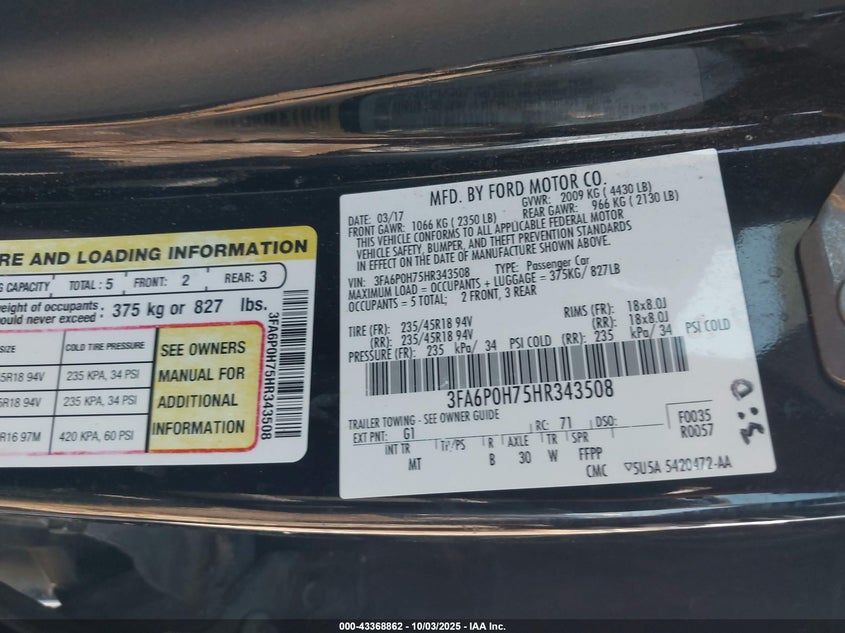 RE AND LOADING INFORMATION
G CAPACITY TOTAL : 5 FRONT: 2 REAR: 3
weight of occupants
ould never exceed : 375 kg or 827 lbs.
SIZE COLD TIRE PRESSURE
5R18 94V 235 KPA, 34 PSI
5R18 94V 235 KPA, 34 PSI
R16 97M 420 KPA, 60 PSI
SEE OWNERS
MANUAL FOR
ADDITIONAL
INFORMATION
3FA6P0H75HR343508
MFD. BY FORD MOTOR CO.
DATE: 03/17 GVWR: 2009 KG ( 4430 LB)
FRONT GAWR: 1066 KG ( 2350 LB) REAR GAWR: 966 KG ( 2130 LB)
THIS VEHICLE CONFORMS TO ALL APPLICABLE FEDERAL MOTOR
VEHICLE SAFETY, BUMPER, AND THEFT PREVENTION STANDARDS
IN EFFECT ON THE DATE OF MANUFACTURE SHOWN ABOVE.
VIN: 3FA6P0H75HR343508 TYPE: Passenger Car
MAXIMUM LOAD = OCCUPANTS + LUGGAGE = 375KG/ 827LB
OCCUPANTS = 5 TOTAL; 2 FRONT, 3 REAR
TIRE (FR): 235/45R18 94V RIMS (FR): 18x8.0J
(RR): 235/45R18 94V (RR): 18x8.0J
PRESSURE (FR): 235 kPa/ 34 PSI COLD (RR): 235 kPa/ 34 PSI COLD
3FA6P0H75HR343508
TRAILER TOWING - SEE OWNER GUIDE
EXT PNT: G1 RC: 71 DSO: F0035
R0057
INT TR TP/PS R AXLE TR SPR
MT B 30 W FFPP
CMC 5U5A 5420472-AA
000-43368862 - 10/03/2025 - IAA Inc.